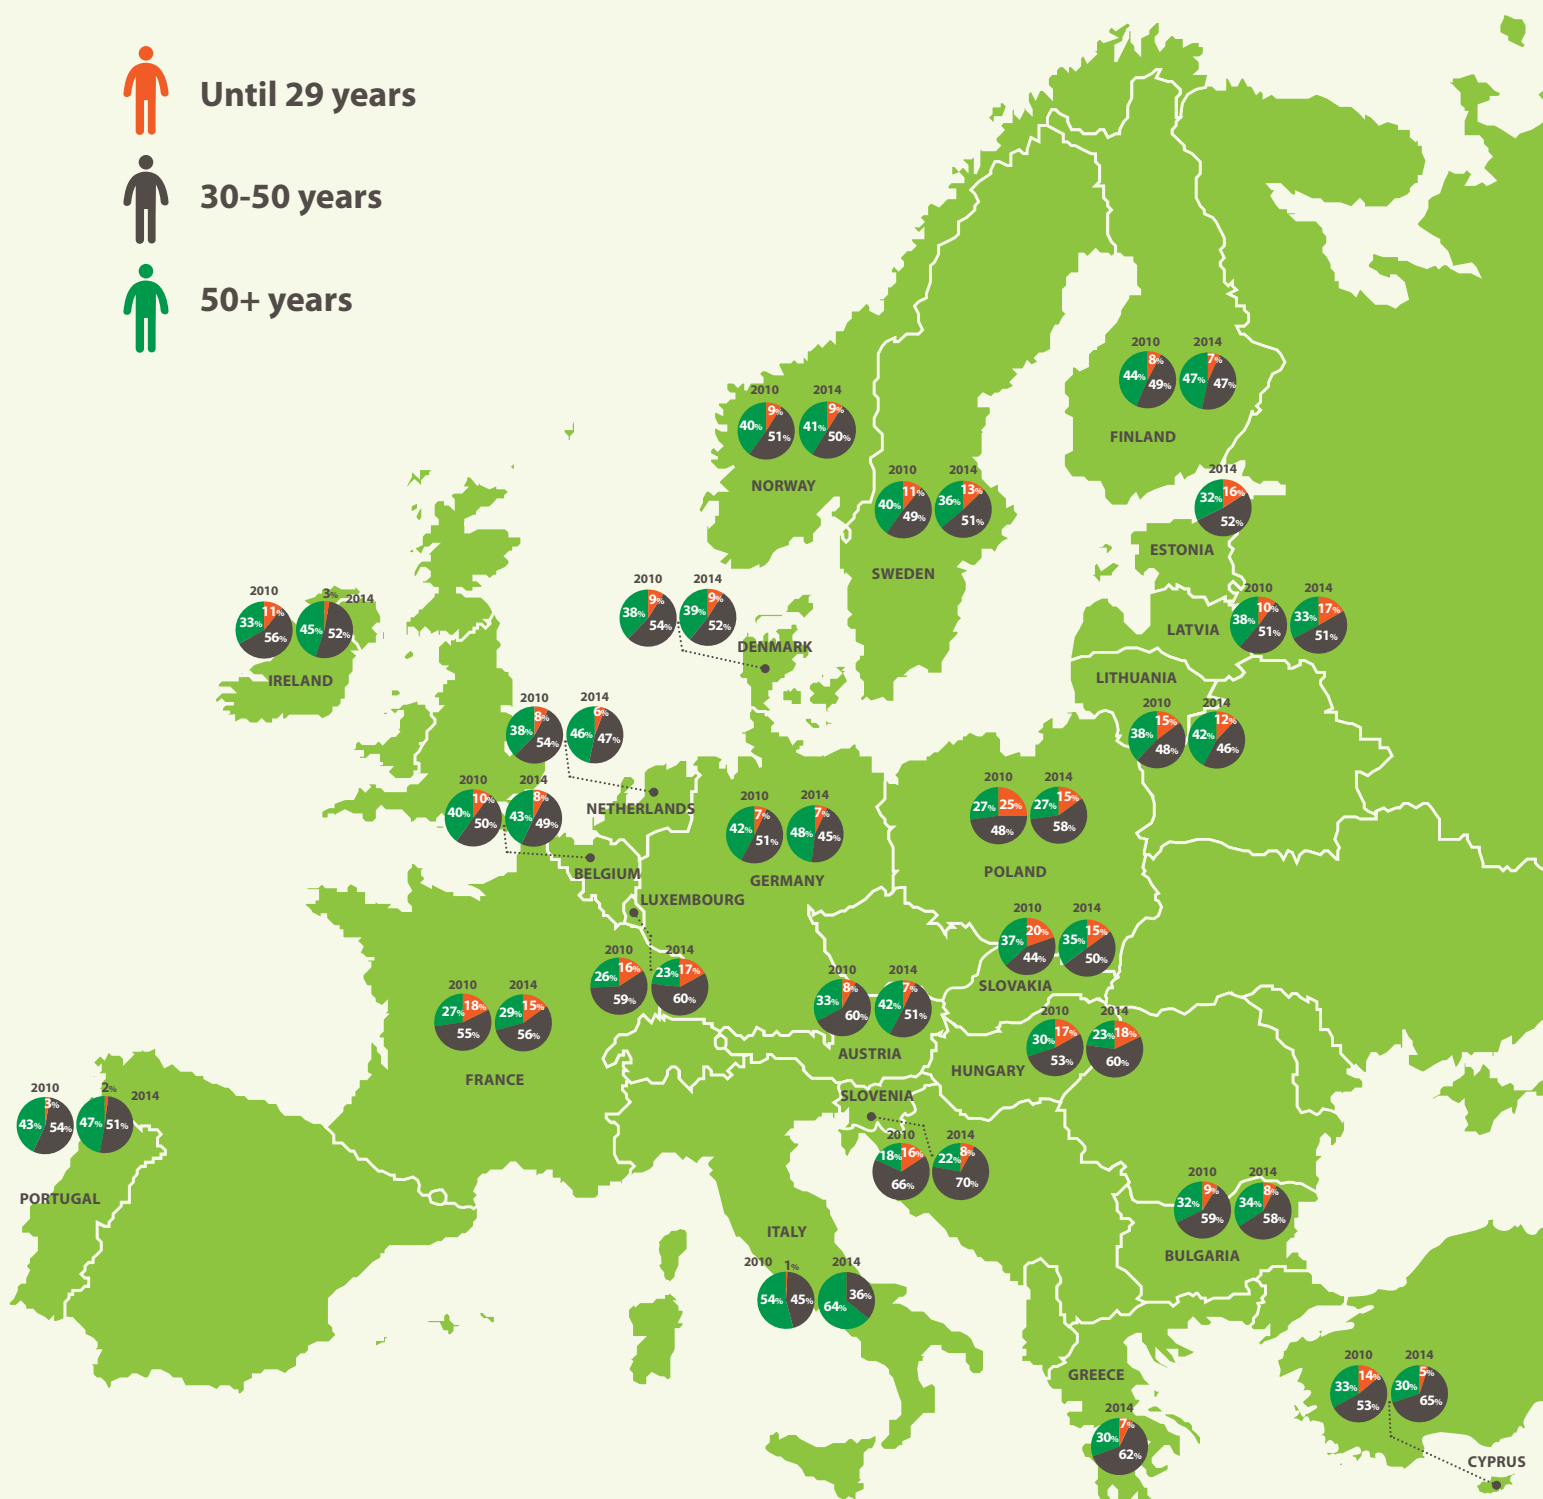 Until 29 years
30-50 years
50+ years
2010 2014
8% 49% 44%
7% 47% 47%
FINLAND
2010 2014
9% 51% 40%
9% 50% 41%
NORWAY
2010 2014
11% 49% 40%
13% 51% 36%
SWEDEN
2014
16% 52% 32%
ESTONIA
2010 2014
10% 51% 38%
17% 51% 33%
LATVIA
2010 2014
11% 56% 33%
3% 52% 45%
IRELAND
2010 2014
9% 54% 38%
9% 52% 39%
DENMARK
LITHUANIA
2010 2014
15% 48% 38%
12% 46% 42%
2010 2014
8% 54% 38%
6% 47% 46%
NETHERLANDS
2010 2014
10% 50% 40%
8% 49% 43%
BELGIUM
2010 2014
7% 51% 42%
7% 45% 48%
GERMANY
2010 2014
25% 48% 27%
15% 58% 27%
POLAND
LUXEMBOURG
2010 2014
16% 59% 26%
17% 60% 23%
2010 2014
20% 44% 37%
15% 50% 35%
SLOVAKIA
2010 2014
18% 55% 27%
15% 56% 29%
FRANCE
2010 2014
8% 60% 33%
7% 51% 42%
AUSTRIA
2010 2014
17% 53% 30%
18% 60% 23%
HUNGARY
2010 2014
3% 54% 43%
2% 51% 47%
PORTUGAL
SLOVENIA
2010 2014
16% 66% 18%
8% 70% 22%
2010 2014
9% 59% 32%
8% 58% 34%
BULGARIA
ITALY
2010 2014
1% 45% 54%
36% 64%
GREECE
2014
7% 62% 30%
2010 2014
14% 53% 33%
5% 65% 30%
CYPRUS